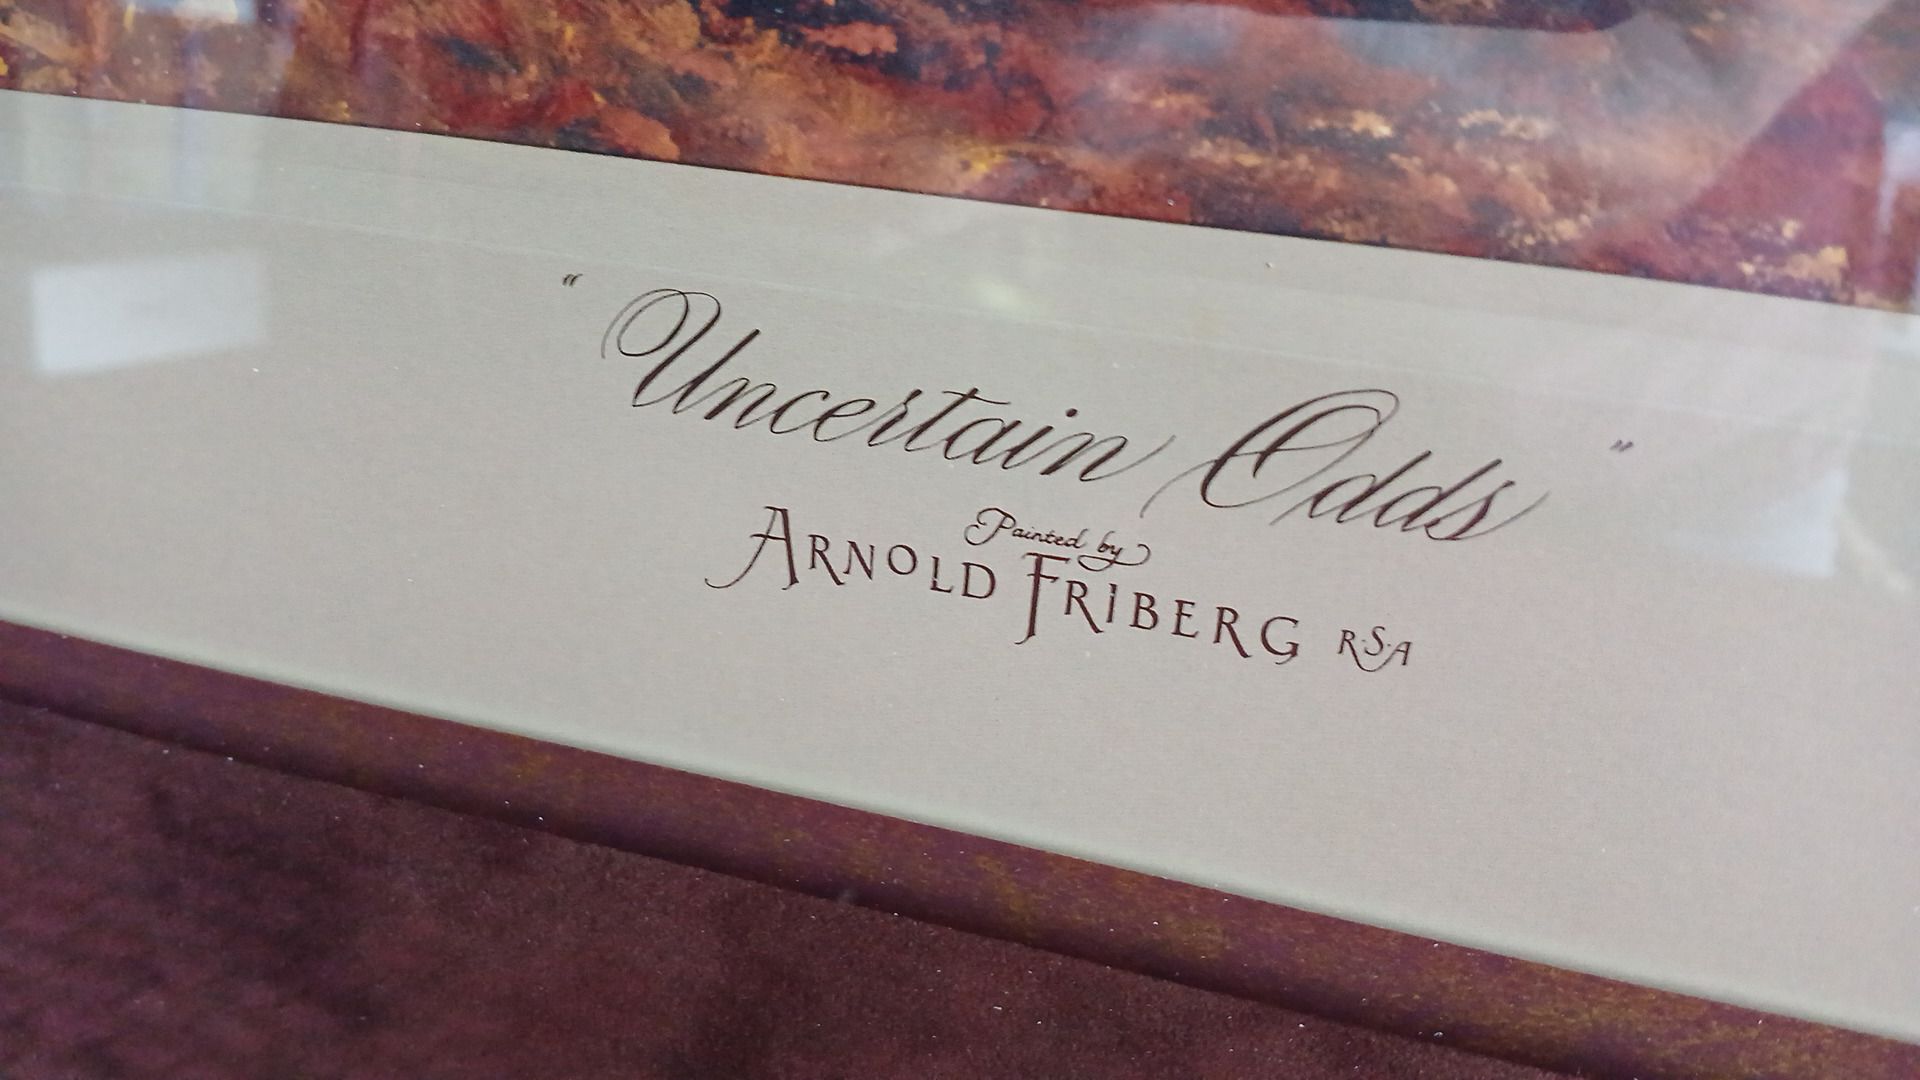 " Uncertain Odds "
Painted by
ARNOLD FRIBERG R·S·A